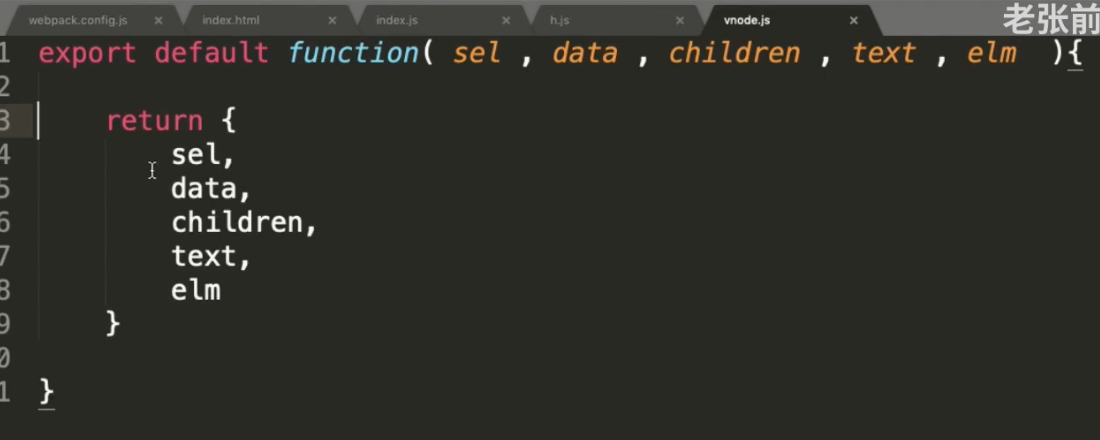 webpack.config.js × index.html × index.js × h.js × vnode.js ×
老张前
1 export default function( sel , data , children , text , elm ){
2
3 return {
4 sel,
5 data,
6 children,
7 text,
8 elm
9 }
0
1 }